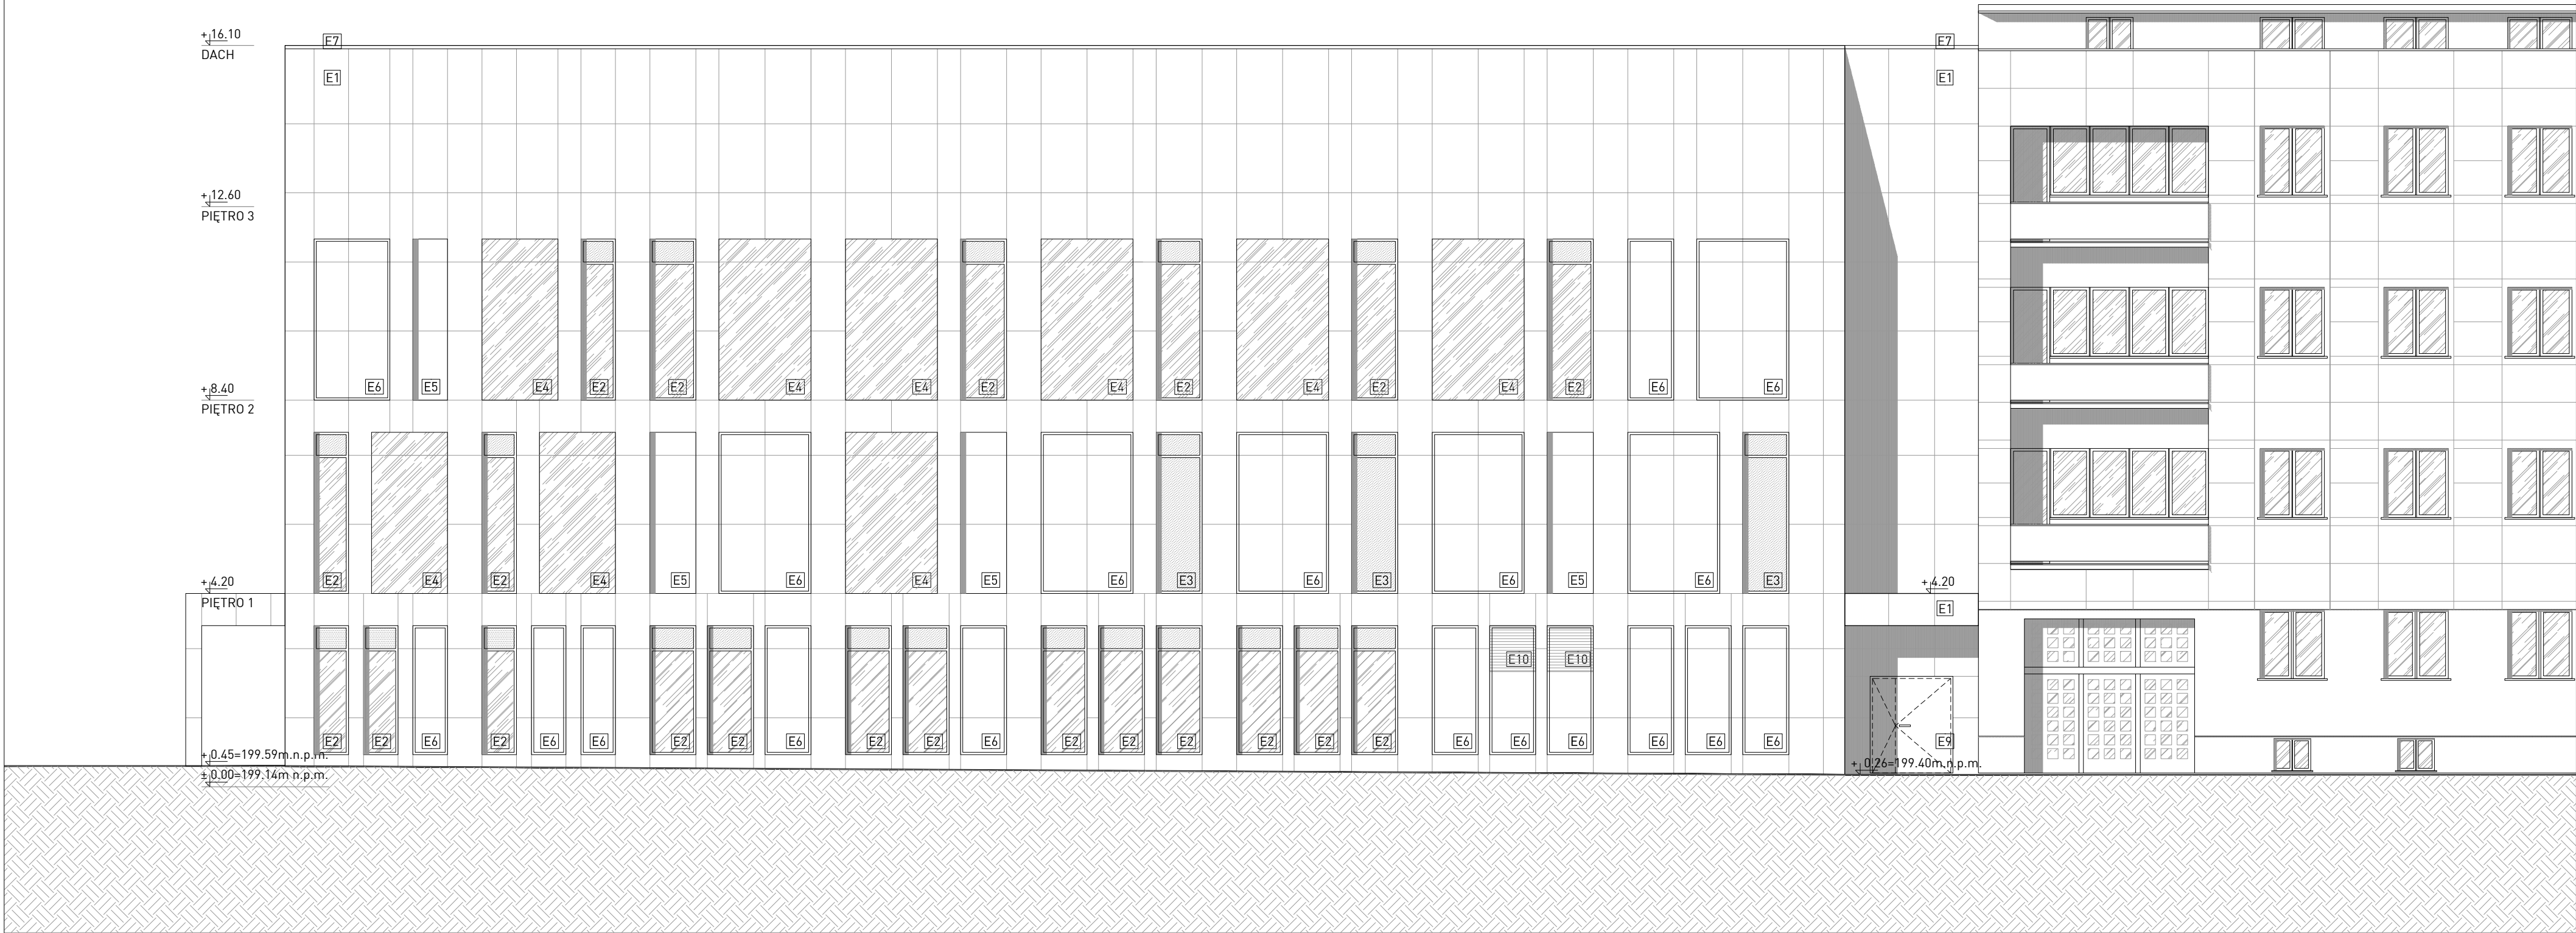 + 16.10
DACH
E7 E7
E1 E1
+ 12.60
PIĘTRO 3
E6 E5 E4 E2 E2 E4 E4 E2 E4 E2 E4 E2 E4 E2 E6 E6
+ 8.40
PIĘTRO 2
E2 E4 E2 E4 E5 E6 E4 E5 E6 E3 E6 E3 E6 E5 E6 E3
+ 4.20 + 4.20
PIĘTRO 1 E1
E10 E10
E2 E2 E6 E2 E6 E6 E2 E2 E6 E2 E2 E6 E2 E2 E2 E2 E2 E2 E6 E6 E6 E6 E6 E6 E9
+ 0.45=199.59m.n.p.m.
+ 0.26=199.40m.n.p.m.
± 0.00=199.14m n.p.m.